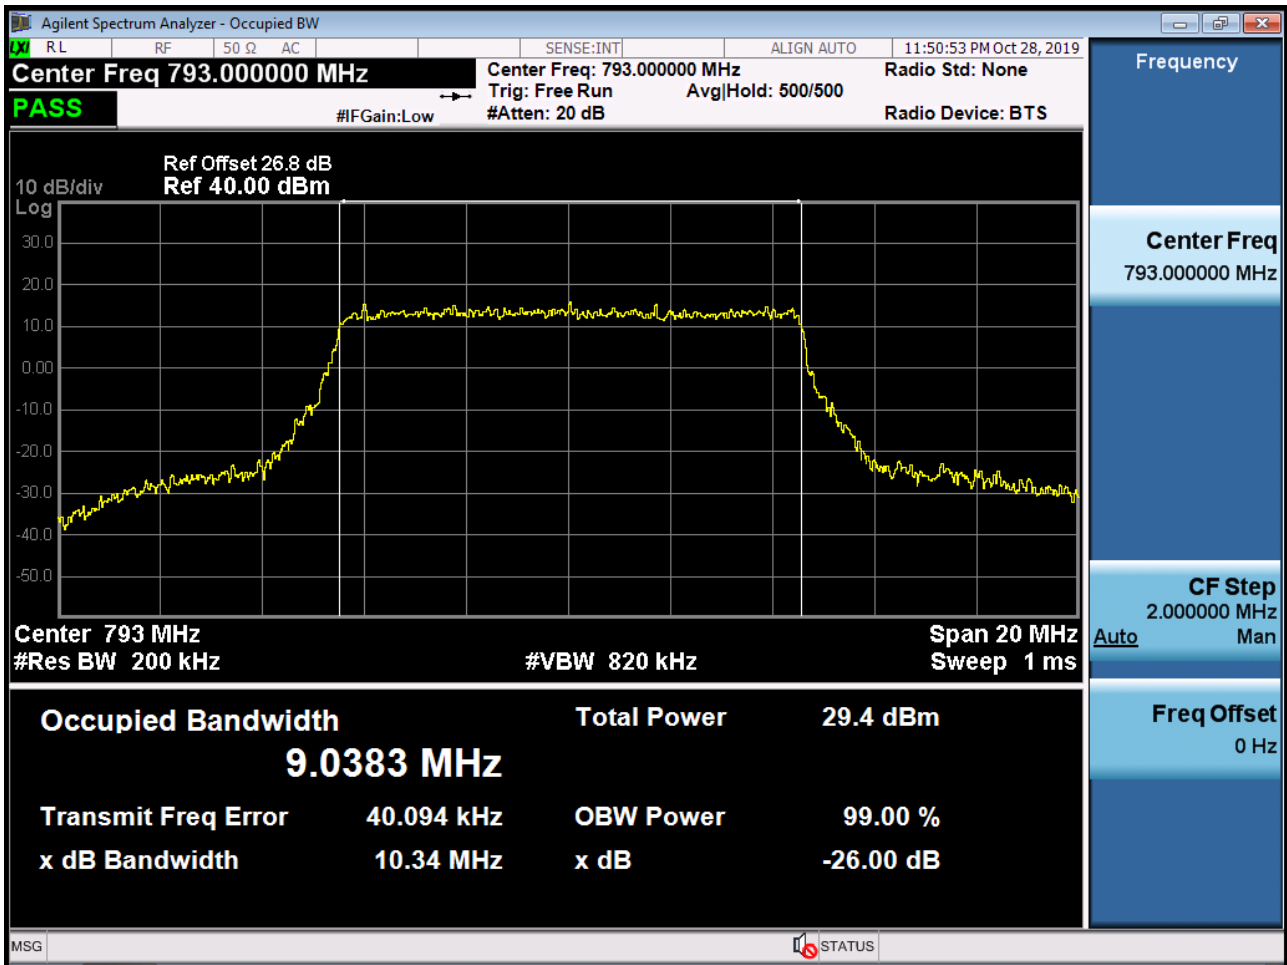 Agilent Spectrum Analyzer - Occupied BW
LXI RL RF 50 Ω AC SENSE:INT ALIGN AUTO 11:50:53 PM Oct 28, 2019
Center Freq 793.000000 MHz
PASS
#IFGain:Low
Center Freq: 793.000000 MHz
Trig: Free Run Avg|Hold: 500/500
#Atten: 20 dB
Radio Std: None
Radio Device: BTS
Ref Offset 26.8 dB
10 dB/div Ref 40.00 dBm
Log
30.0
20.0
10.0
0.00
-10.0
-20.0
-30.0
-40.0
-50.0
Center 793 MHz Span 20 MHz
#Res BW 200 kHz #VBW 820 kHz Sweep 1 ms
Occupied Bandwidth Total Power 29.4 dBm
9.0383 MHz
Transmit Freq Error 40.094 kHz OBW Power 99.00 %
x dB Bandwidth 10.34 MHz x dB -26.00 dB
MSG STATUS
Frequency
Center Freq
793.000000 MHz
CF Step
2.000000 MHz
Auto Man
Freq Offset
0 Hz